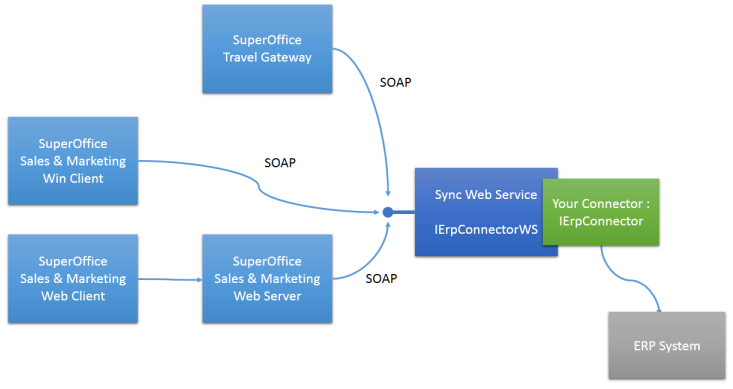 SuperOffice
Travel Gateway
SOAP
SuperOffice
Sales & Marketing
Win Client
SOAP
Sync Web Service
IErpConnectorWS
Your Connector :
IErpConnector
SuperOffice
Sales & Marketing
Web Client
SuperOffice
Sales & Marketing
Web Server
SOAP
ERP System